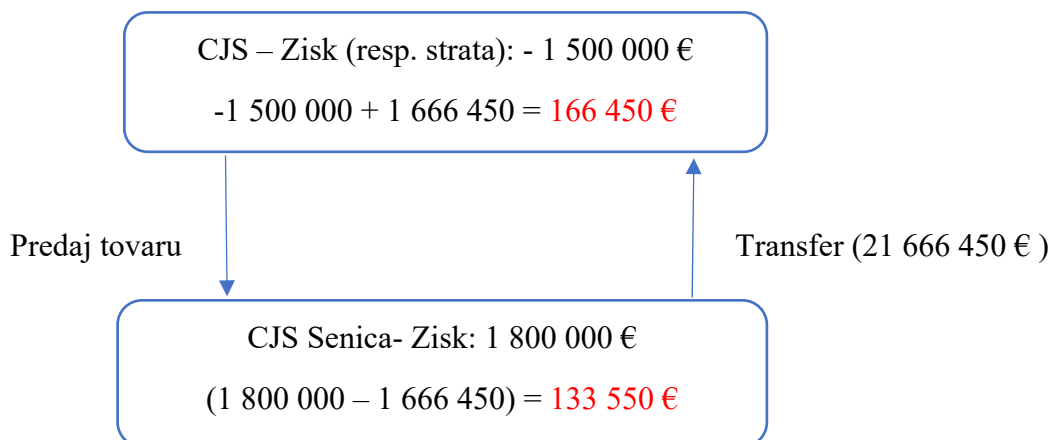 CJS – Zisk (resp. strata): - 1 500 000 €
-1 500 000 + 1 666 450 = 166 450 €
Predaj tovaru
Transfer (21 666 450 € )
CJS Senica- Zisk: 1 800 000 €
(1 800 000 – 1 666 450) = 133 550 €